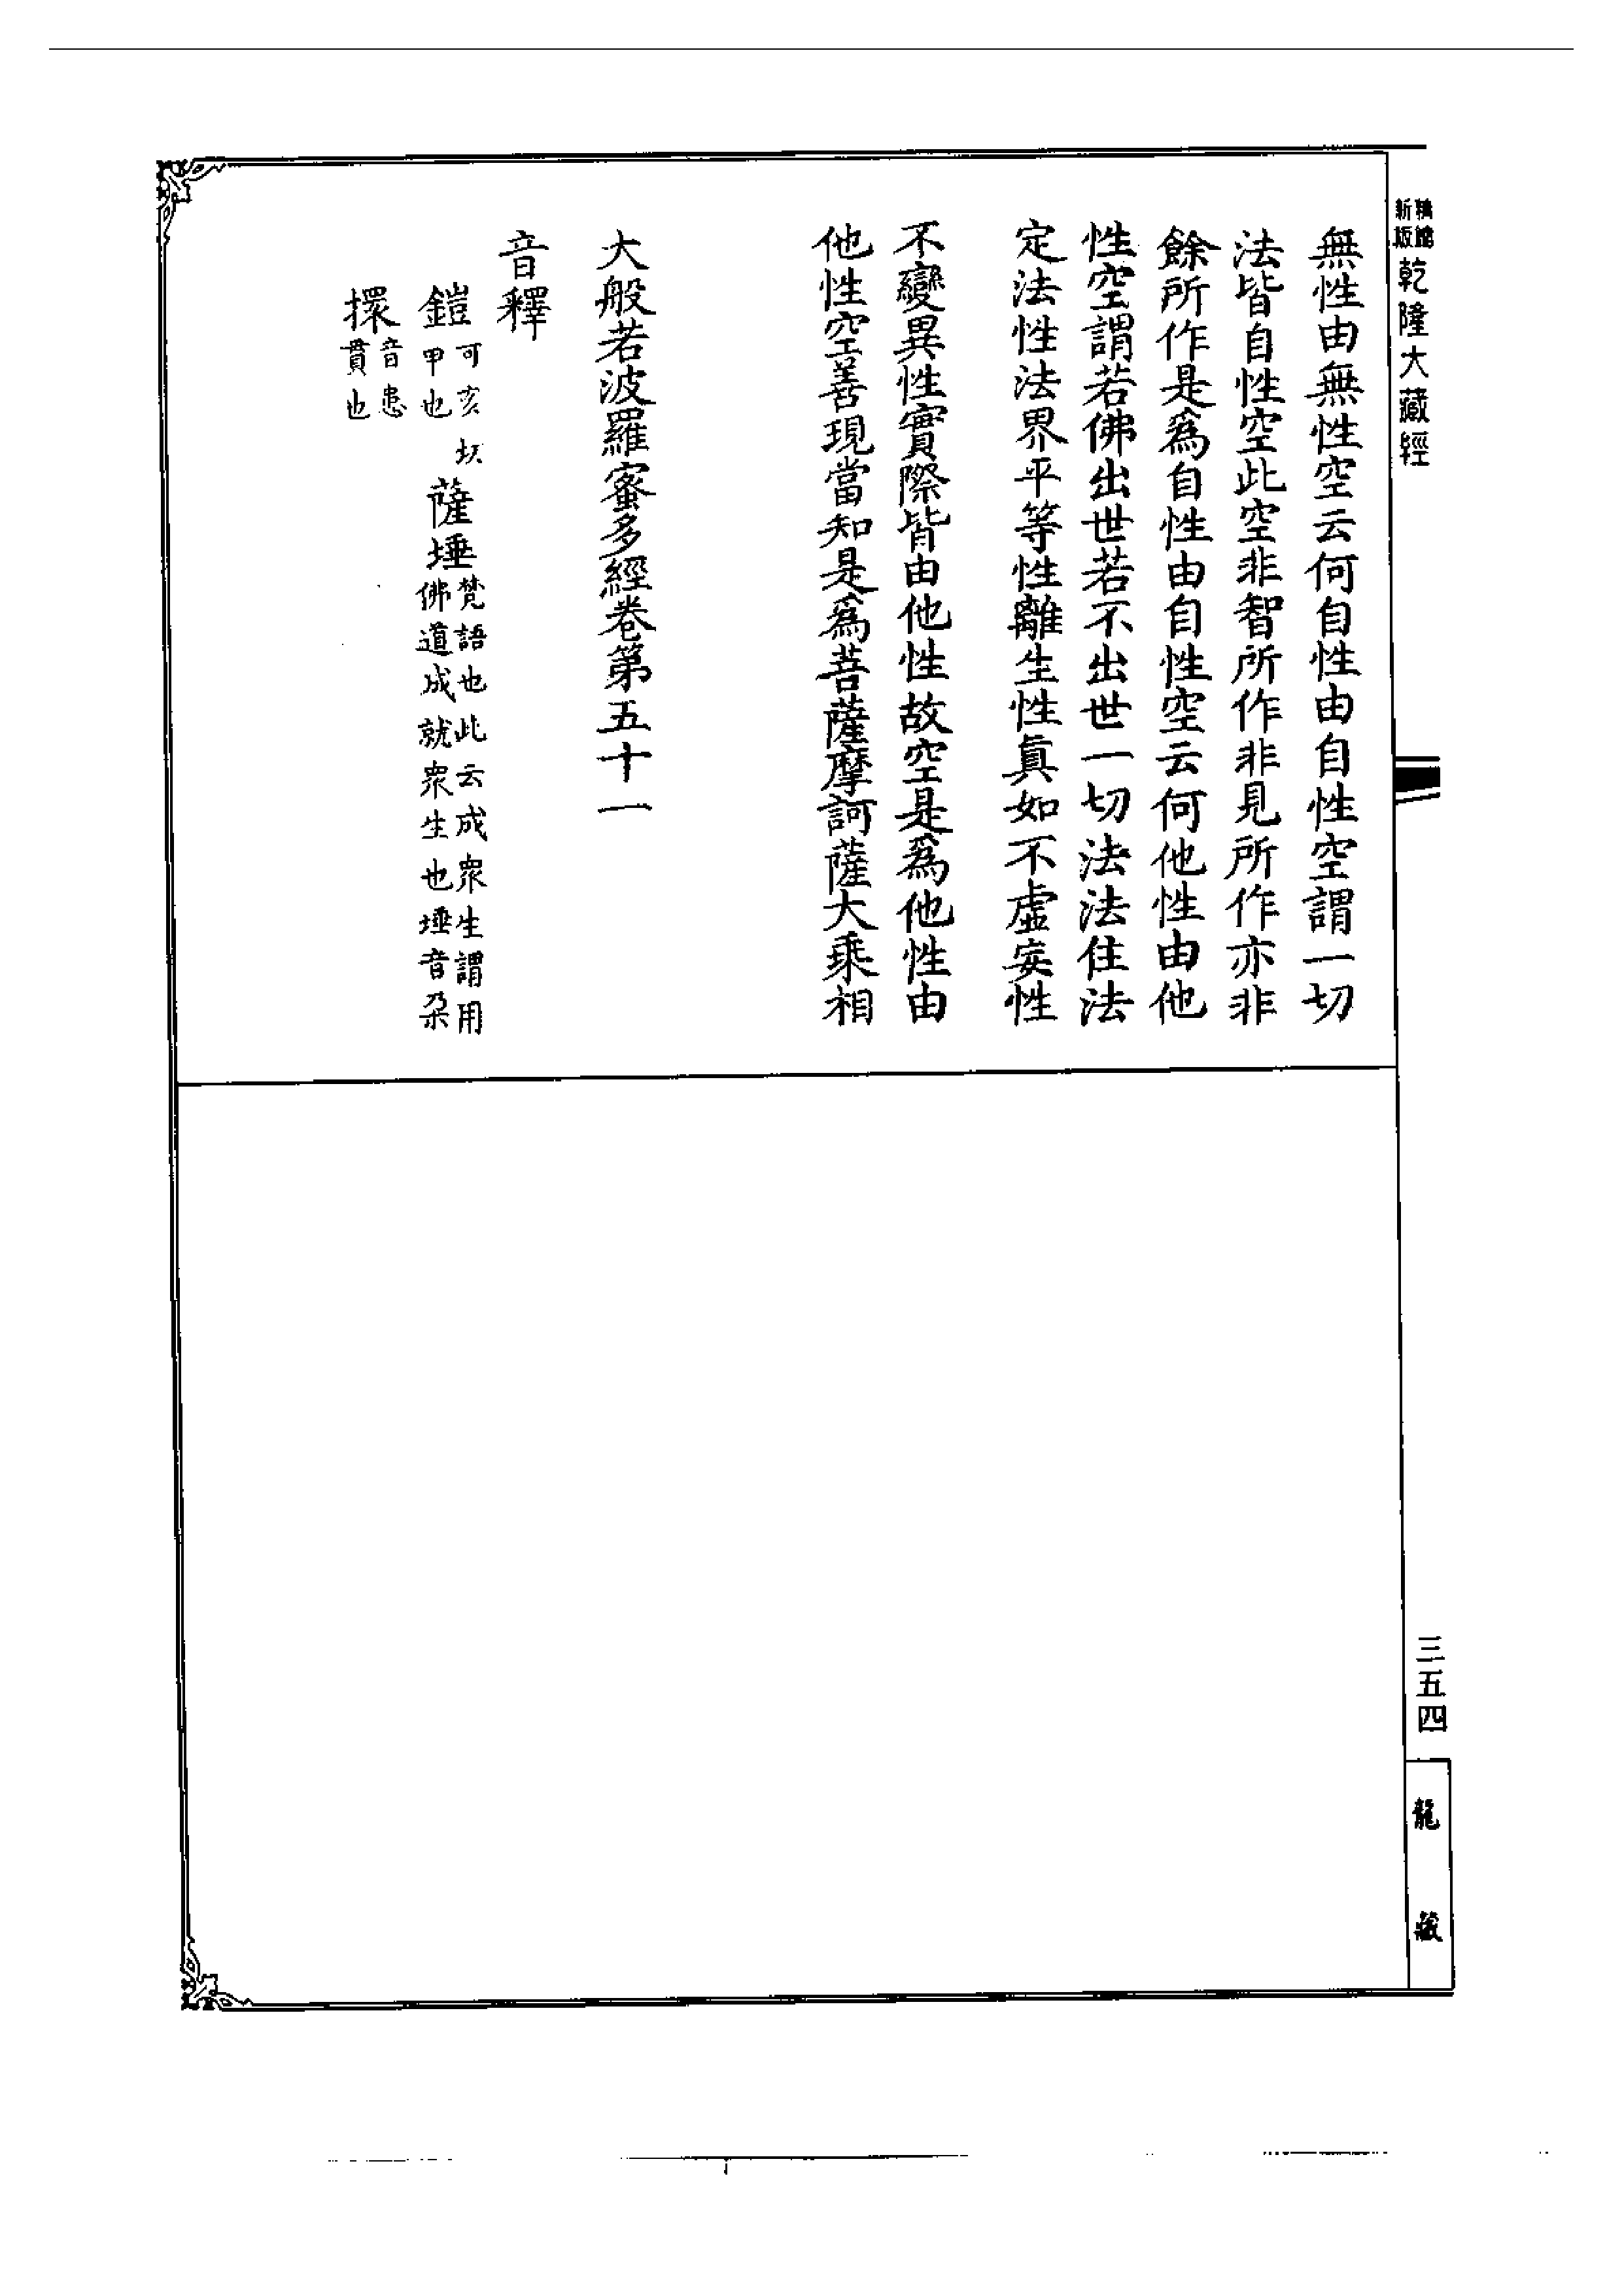 新版乾隆大藏經
無性由無性空云何自性由自性空謂一切
法皆自性空此空非智所作非見所作亦非
餘所作是爲自性由自性空云何他性由他
性空謂若佛出世若不出世一切法法住法
定法性法界平等性離生性眞如不虛妄性
不變異性實際皆由他性故空是爲他性由
他性空善現當知是爲菩薩摩訶薩大乘相
大般若波羅蜜多經卷第五十一
音釋
鎧可亥切甲也薩埵梵語也此云成衆生謂用佛道成就衆生也埵音朶
擐音患貫也
三五四
龍藏